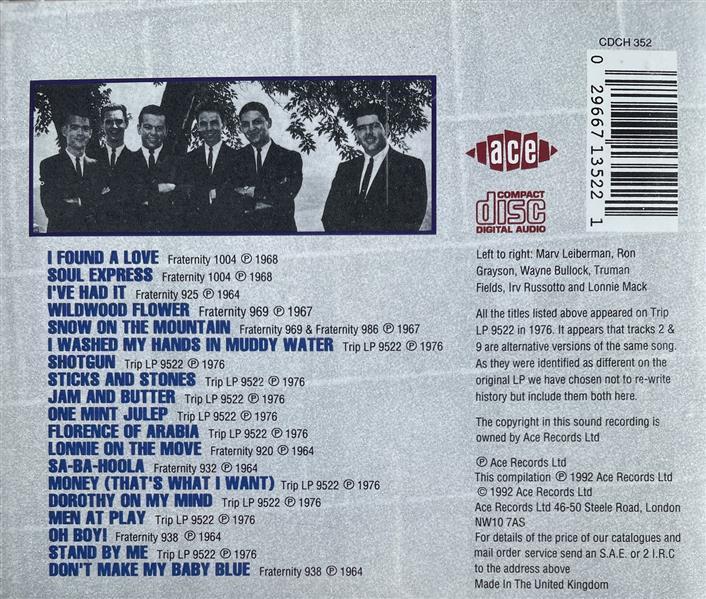 CDCH 352
0 29667 13522 1
ace
COMPACT
disc
DIGITAL AUDIO
I FOUND A LOVE Fraternity 1004 ℗ 1968
SOUL EXPRESS Fraternity 1004 ℗ 1968
I'VE HAD IT Fraternity 925 ℗ 1964
WILDWOOD FLOWER Fraternity 969 ℗ 1967
SNOW ON THE MOUNTAIN Fraternity 969 & Fraternity 986 ℗ 1967
I WASHED MY HANDS IN MUDDY WATER Trip LP 9522 ℗ 1976
SHOTGUN Trip LP 9522 ℗ 1976
STICKS AND STONES Trip LP 9522 ℗ 1976
JAM AND BUTTER Trip LP 9522 ℗ 1976
ONE MINT JULEP Trip LP 9522 ℗ 1976
FLORENCE OF ARABIA Trip LP 9522 ℗ 1976
LONNIE ON THE MOVE Fraternity 920 ℗ 1964
SA-BA-HOOLA Fraternity 932 ℗ 1964
MONEY (THAT'S WHAT I WANT) Trip LP 9522 ℗ 1976
DOROTHY ON MY MIND Trip LP 9522 ℗ 1976
MEN AT PLAY Trip LP 9522 ℗ 1976
OH BOY! Fraternity 938 ℗ 1964
STAND BY ME Trip LP 9522 ℗ 1976
DON'T MAKE MY BABY BLUE Fraternity 938 ℗ 1964
Left to right: Marv Leiberman, Ron
Grayson, Wayne Bullock, Truman
Fields, Irv Russotto and Lonnie Mack
All the titles listed above appeared on Trip
LP 9522 in 1976. It appears that tracks 2 &
9 are alternative versions of the same song.
As they were identified as different on the
original LP we have chosen not to re-write
history but include them both here.
The copyright in this sound recording is
owned by Ace Records Ltd
℗ Ace Records Ltd
This compilation ℗ 1992 Ace Records Ltd
© 1992 Ace Records Ltd
Ace Records Ltd 46-50 Steele Road, London
NW10 7AS
For details of the price of our catalogues and
mail order service send an S.A.E. or 2 I.R.C
to the address above
Made In The United Kingdom